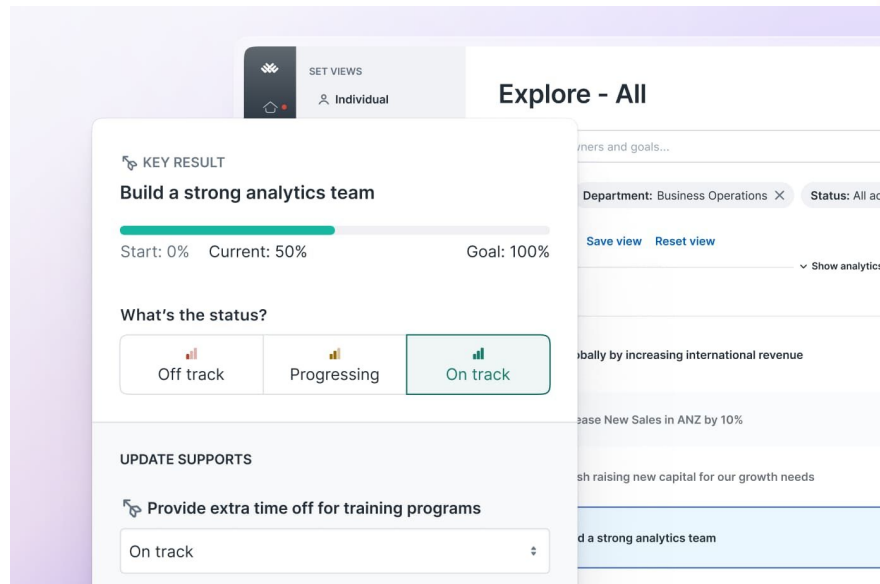 SET VIEWS
Individual
Explore - All
ners and goals...
Department: Business Operations
Status: All
Save view Reset view
Show analytics
KEY RESULT
Build a strong analytics team
Start: 0% Current: 50% Goal: 100%
What's the status?
Off track Progressing On track
UPDATE SUPPORTS
Provide extra time off for training programs
On track
bally by increasing international revenue
ease New Sales in ANZ by 10%
sh raising new capital for our growth needs
d a strong analytics team